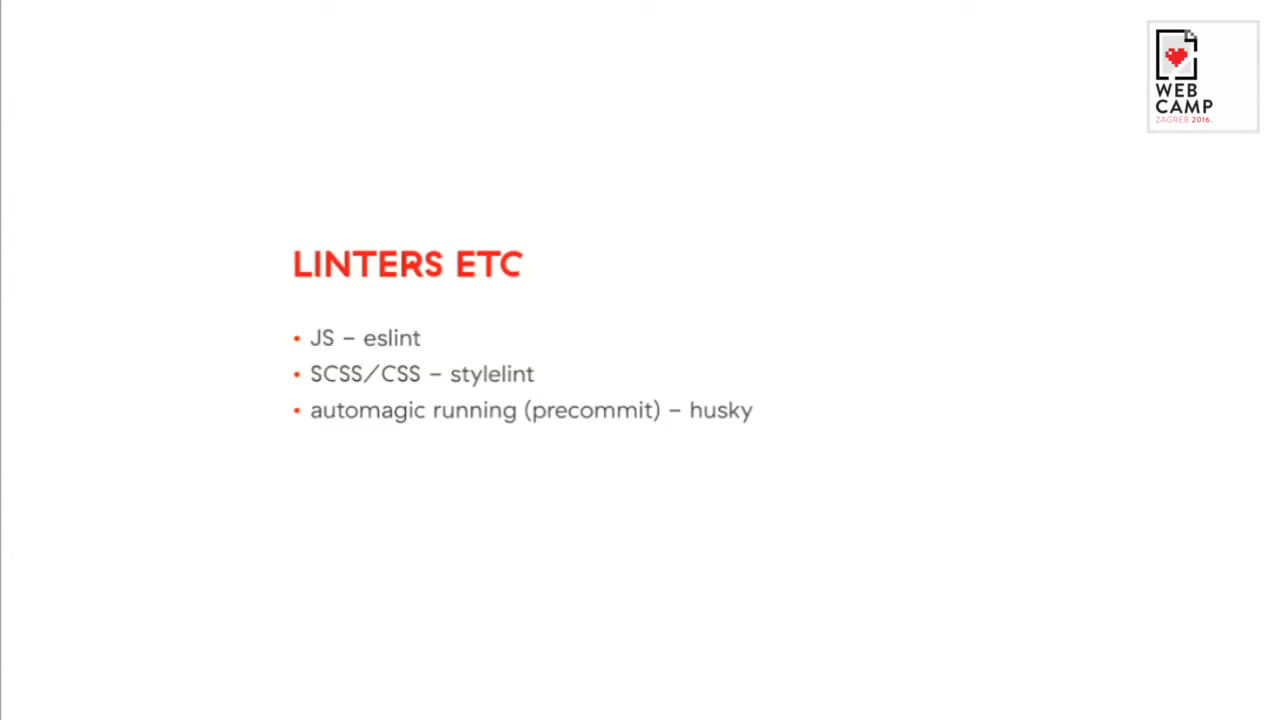 WEB
CAMP
ZAGREB 2016.
LINTERS ETC
• JS – eslint
• SCSS/CSS – stylelint
• automagic running (precommit) – husky